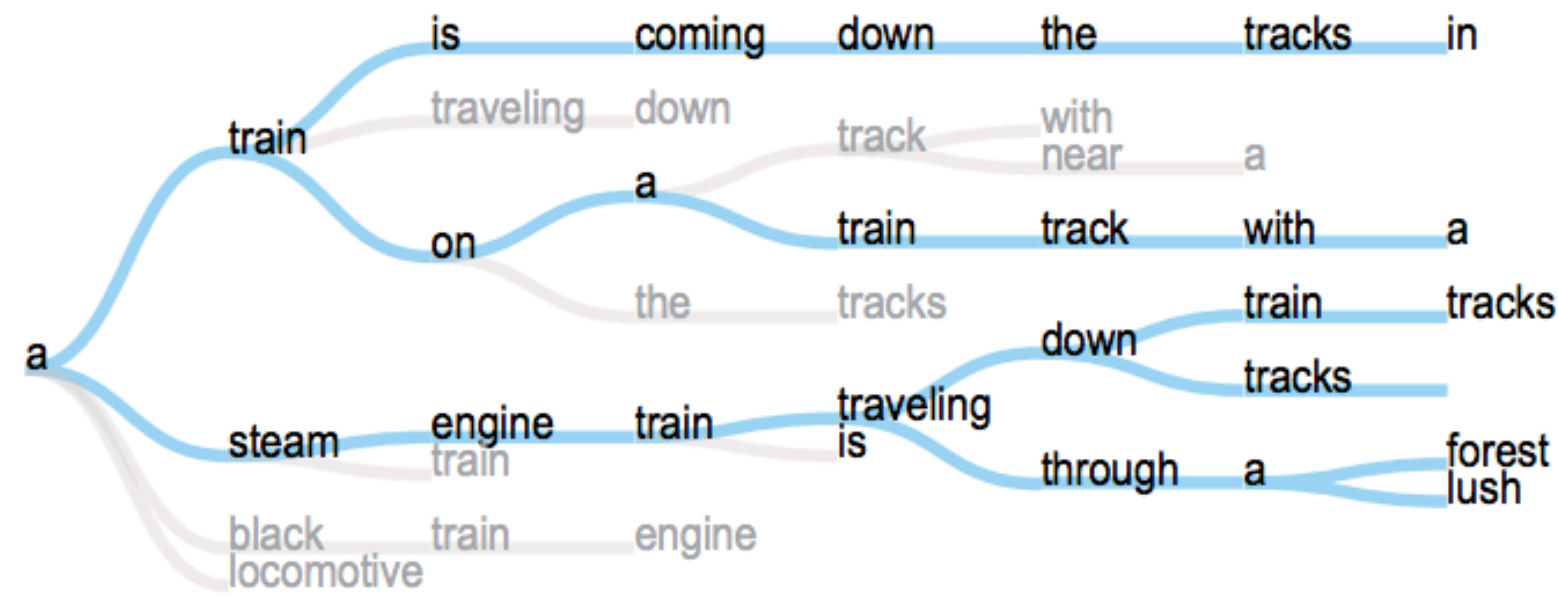 is coming down the tracks in
traveling down
with
train
track
near a
a
train track with a
on
the tracks
train tracks
down
a
tracks
traveling
engine train
steam
is
forest
train
through a
lush
black train engine
locomotive